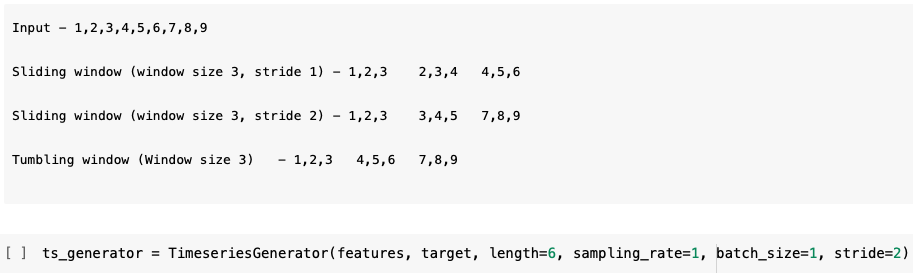 Input – 1,2,3,4,5,6,7,8,9
Sliding window (window size 3, stride 1) – 1,2,3    2,3,4   4,5,6
Sliding window (window size 3, stride 2) – 1,2,3    3,4,5   7,8,9
Tumbling window (Window size 3)   – 1,2,3   4,5,6   7,8,9
[ ] ts_generator = TimeseriesGenerator(features, target, length=6, sampling_rate=1, batch_size=1, stride=2)